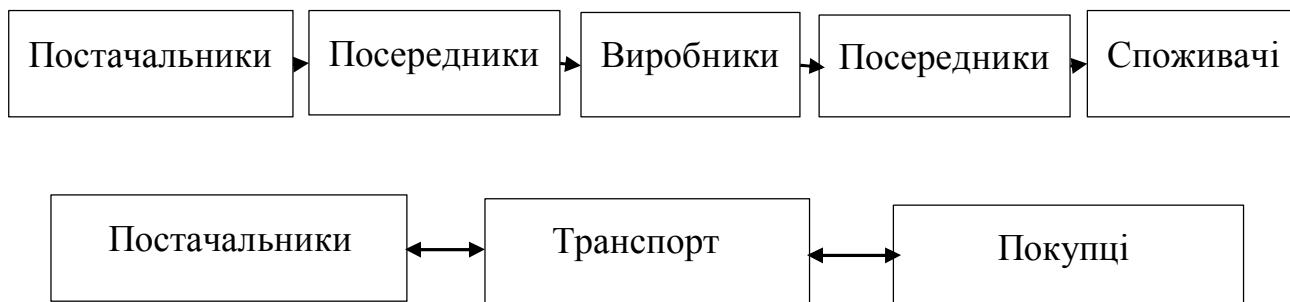 Постачальники
Посередники
Виробники
Посередники
Споживачі
Постачальники
Транспорт
Покупці